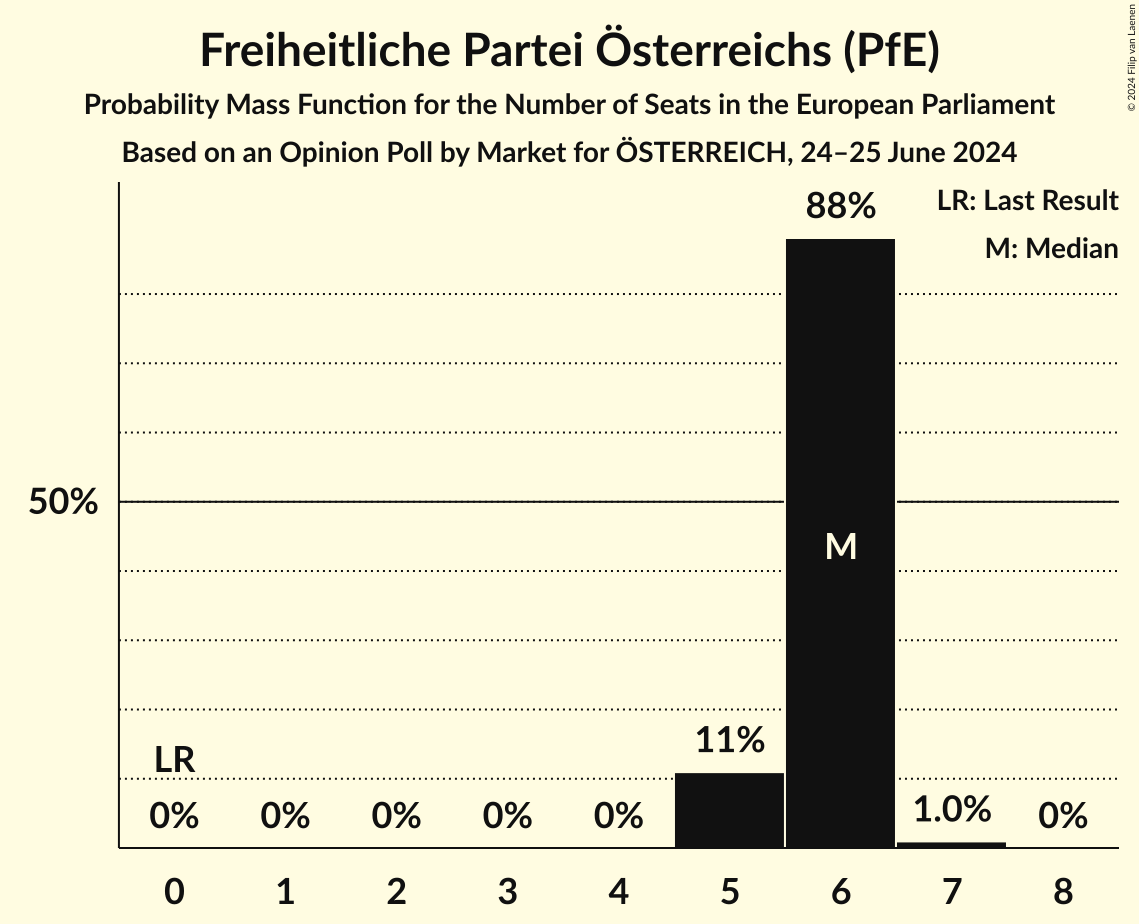 Freiheitliche Partei Österreichs (PfE)
Probability Mass Function for the Number of Seats in the European Parliament
Based on an Opinion Poll by Market for ÖSTERREICH, 24–25 June 2024
© 2024 Filip van Laenen
LR: Last Result
M: Median
88%
50%
M
LR
11%
0% 0% 0% 0% 0% 1.0% 0%
0 1 2 3 4 5 6 7 8